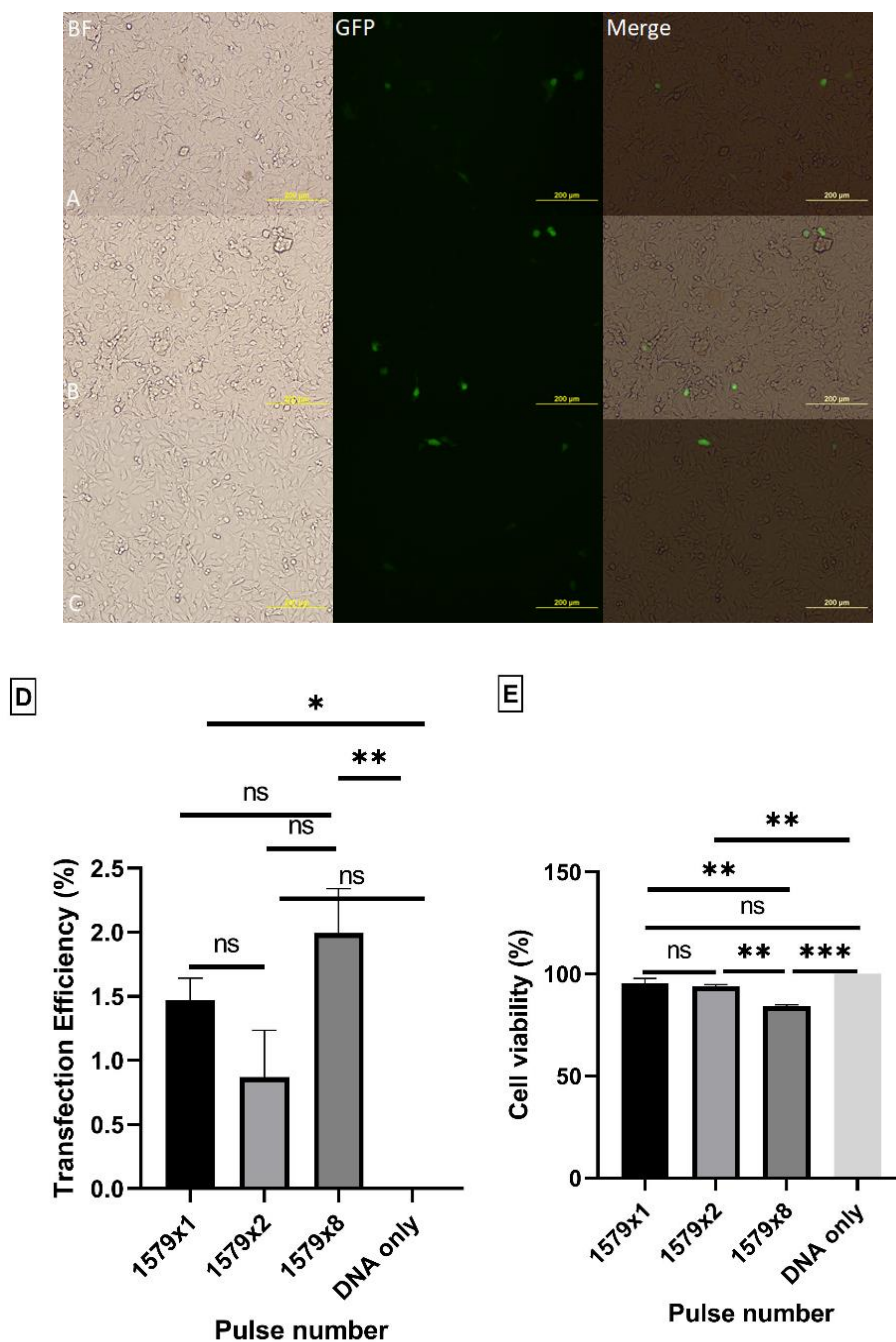 BF GFP Merge
A 200 µm 200 µm 200 µm
B 200 µm 200 µm 200 µm
C 200 µm 200 µm 200 µm
D
*
**
ns
ns
ns
ns
Transfection Efficiency (%)
2.5
2.0
1.5
1.0
0.5
0.0
1579x1 1579x2 1579x8 DNA only
Pulse number
E
**
**
ns
ns ** ***
Cell viability (%)
150
100
50
0
1579x1 1579x2 1579x8 DNA only
Pulse number